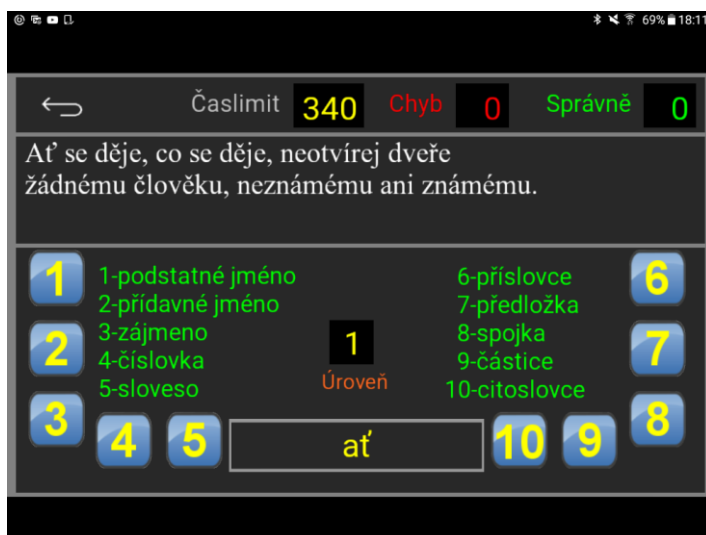 69% 18:11
Časlimit 340 Chyb 0 Správně 0
Ať se děje, co se děje, neotvírej dveře
žádnému člověku, neznámému ani známému.
1 1-podstatné jméno 6-příslovce 6
2-přídavné jméno 7-předložka
2 3-zájmeno 1 8-spojka 7
4-číslovka 9-částice
5-sloveso Úroveň 10-citoslovce
3 4 5 ať 10 9 8